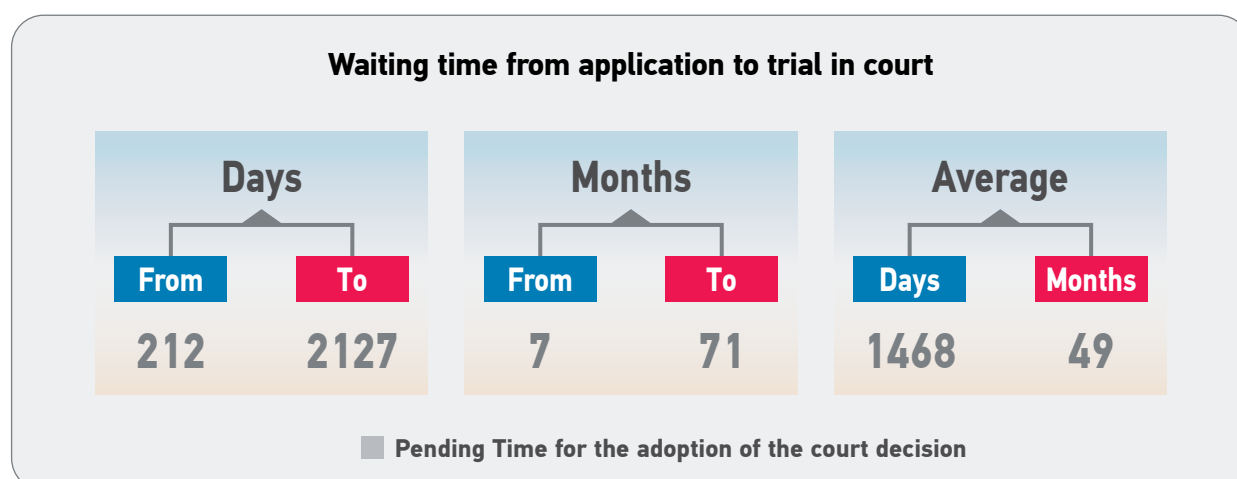 Waiting time from application to trial in court
Days Months Average
From To From To Days Months
212 2127 7 71 1468 49
Pending Time for the adoption of the court decision